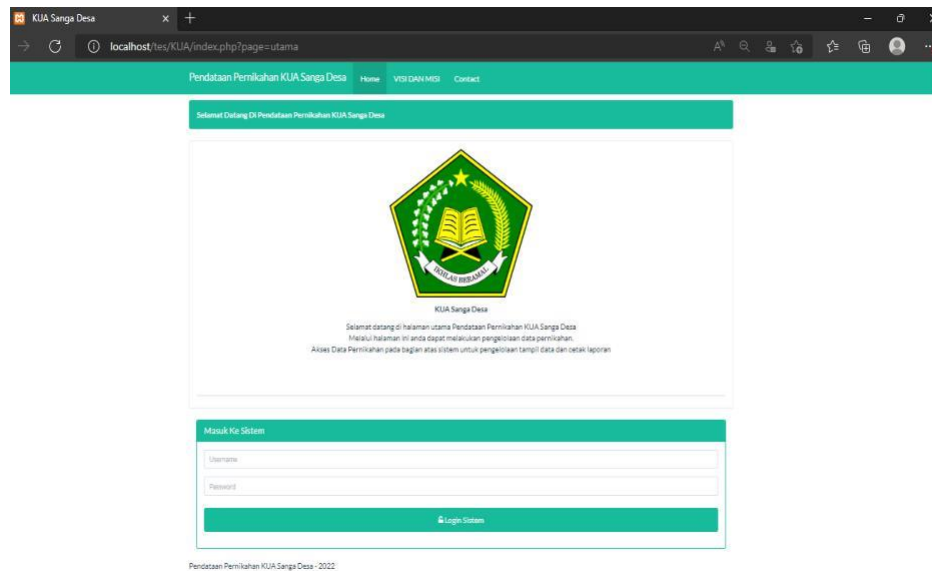 KUA Sanga Desa
localhost/tes/KUA/index.php?page=utama
Pendataan Pernikahan KUA Sanga Desa Home VISI DAN MISI Contact
Selamat Datang Di Pendataan Pernikahan KUA Sanga Desa
IKHLAS BERAMAL
KUA Sanga Desa
Selamat datang di halaman utama Pendataan Pernikahan KUA Sanga Desa
Melalui halaman ini anda dapat melakukan pengelolaan data pernikahan.
Akses Data Pernikahan pada bagian atas sistem untuk pengelolaan tampil data dan cetak laporan
Masuk Ke Sistem
Username
Password
Login Sistem
Pendataan Pernikahan KUA Sanga Desa - 2022